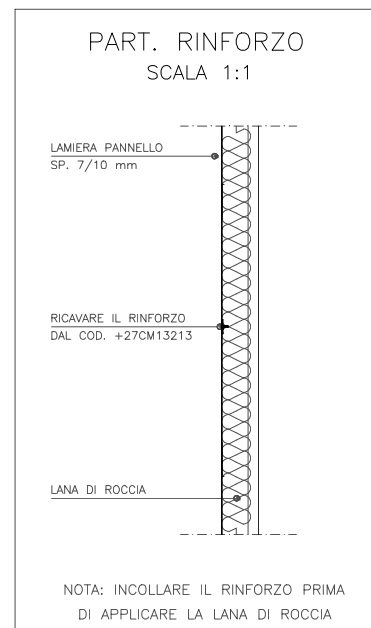 PART. RINFORZO
SCALA 1:1
LAMIERA PANNELLO
SP. 7/10 mm
RICAVARE IL RINFORZO
DAL COD. +27CM13213
LANA DI ROCCIA
NOTA: INCOLLARE IL RINFORZO PRIMA
DI APPLICARE LA LANA DI ROCCIA